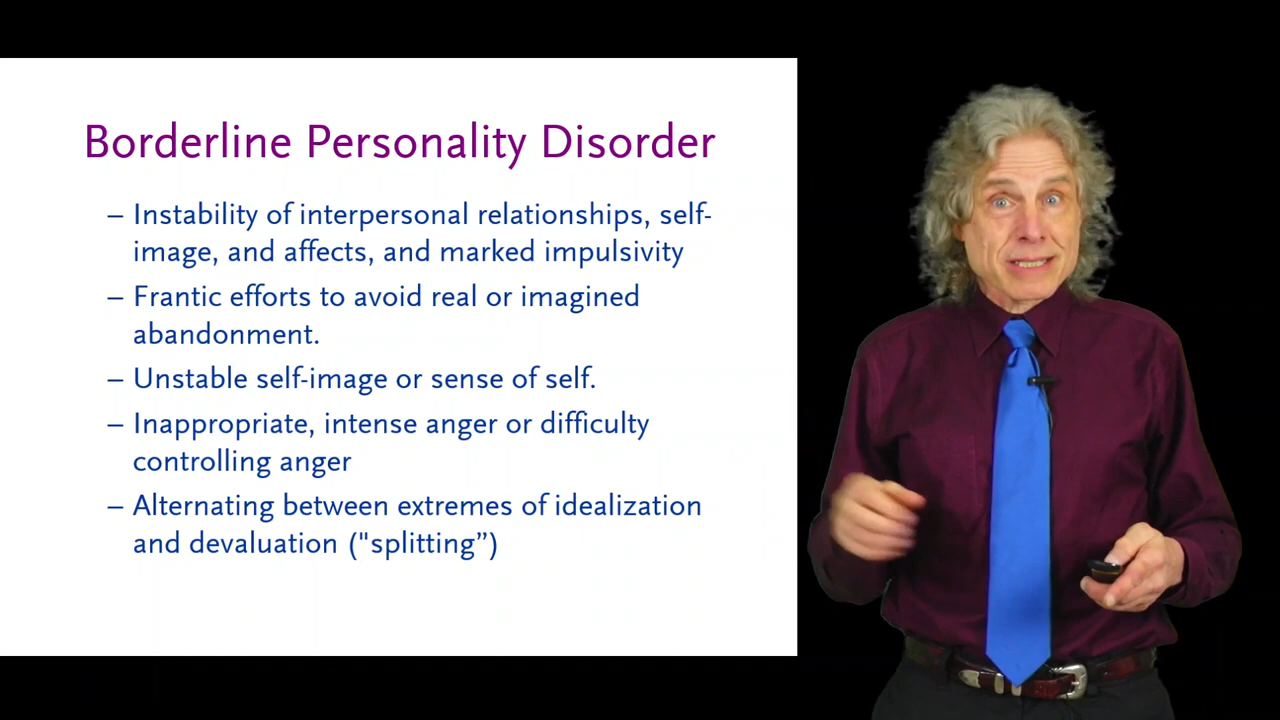 Borderline Personality Disorder
– Instability of interpersonal relationships, self-
image, and affects, and marked impulsivity
– Frantic efforts to avoid real or imagined
abandonment.
– Unstable self-image or sense of self.
– Inappropriate, intense anger or difficulty
controlling anger
– Alternating between extremes of idealization
and devaluation ("splitting”)